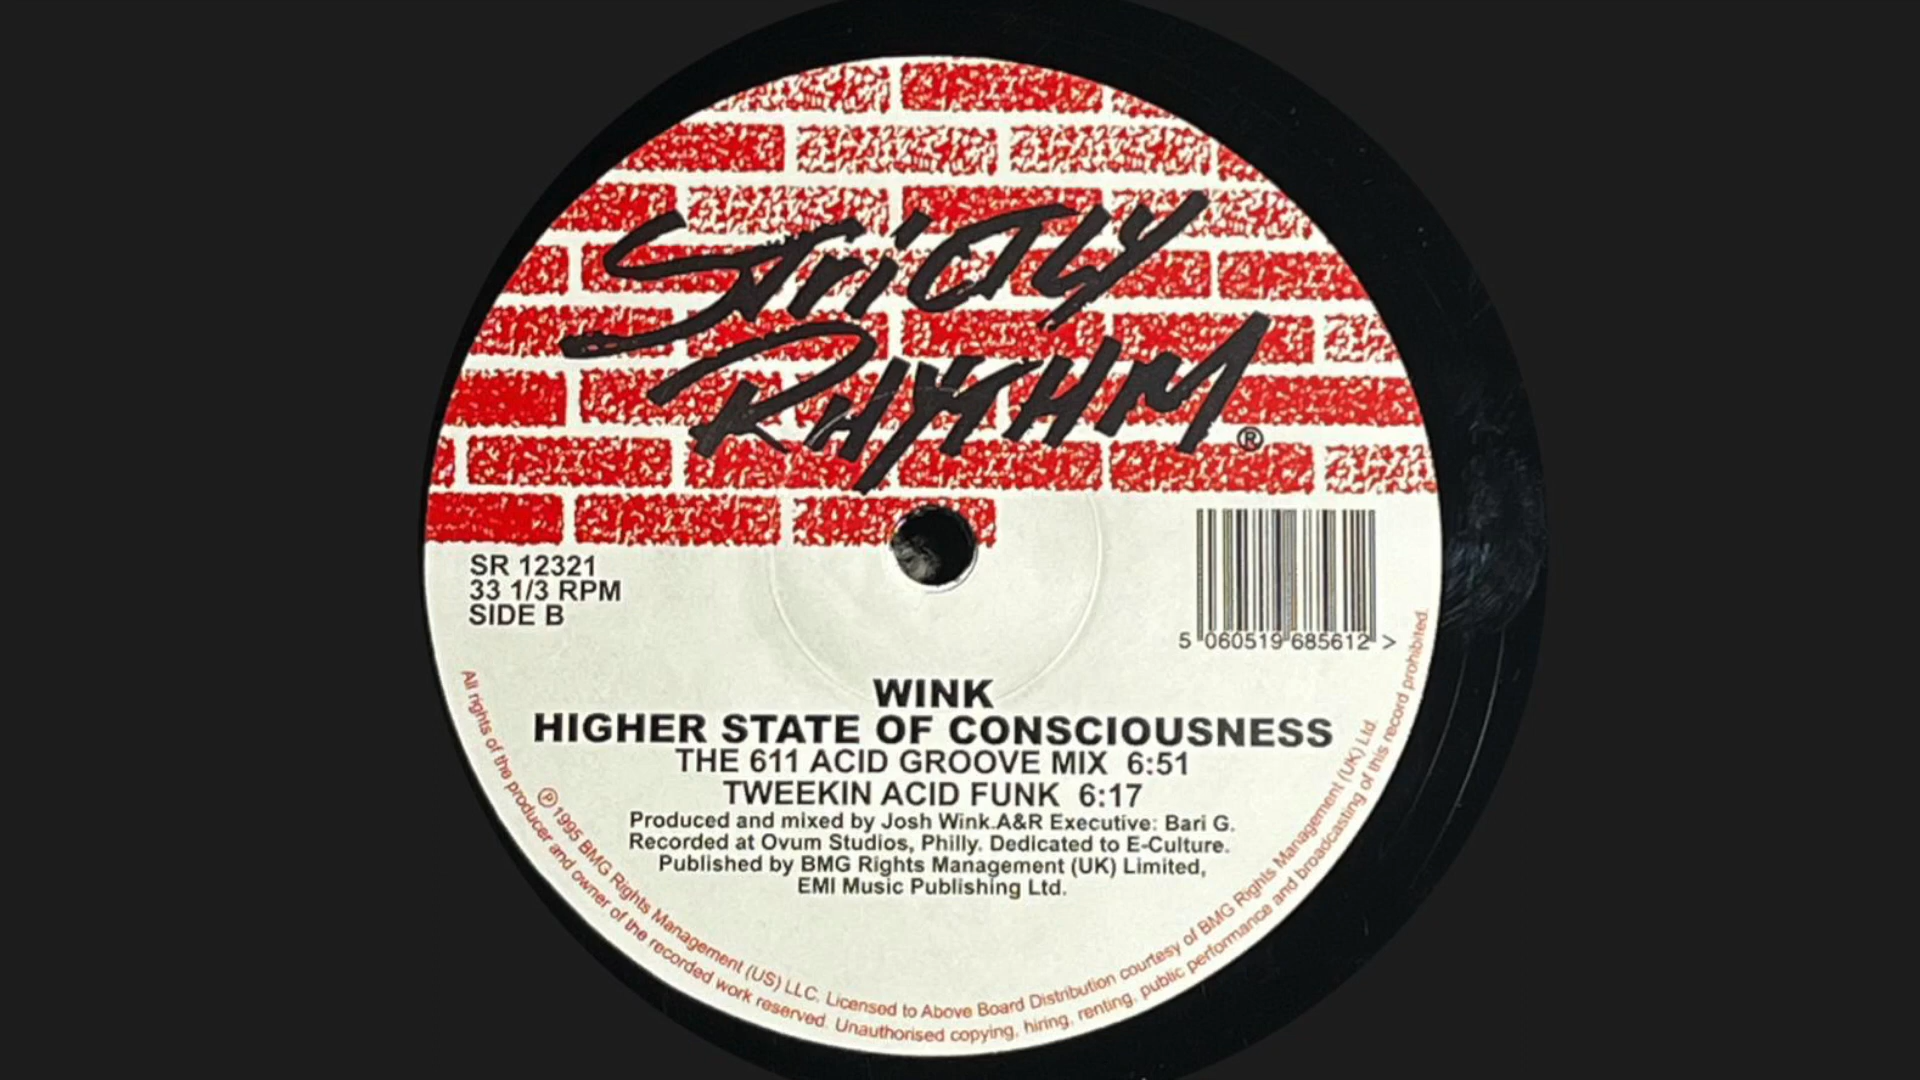 STRICTLY
RHYTHM
®
SR 12321
33 1/3 RPM
SIDE B
5 060519 685612 >
WINK
HIGHER STATE OF CONSCIOUSNESS
THE 611 ACID GROOVE MIX 6:51
TWEEKIN ACID FUNK 6:17
Produced and mixed by Josh Wink.A&R Executive: Bari G.
Recorded at Ovum Studios, Philly. Dedicated to E-Culture.
Published by BMG Rights Management (UK) Limited,
EMI Music Publishing Ltd.
℗ 1995 BMG Rights Management (US) LLC. Licensed to Above Board Distribution courtesy of BMG Rights Management (UK) Ltd.
All rights of the producer and owner of the recorded work reserved. Unauthorised copying, hiring, renting, public performance and broadcasting of this record prohibited.